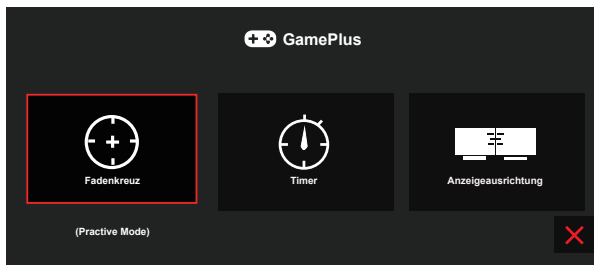 GamePlus
Fadenkreuz
Timer
Anzeigeausrichtung
(Practive Mode)